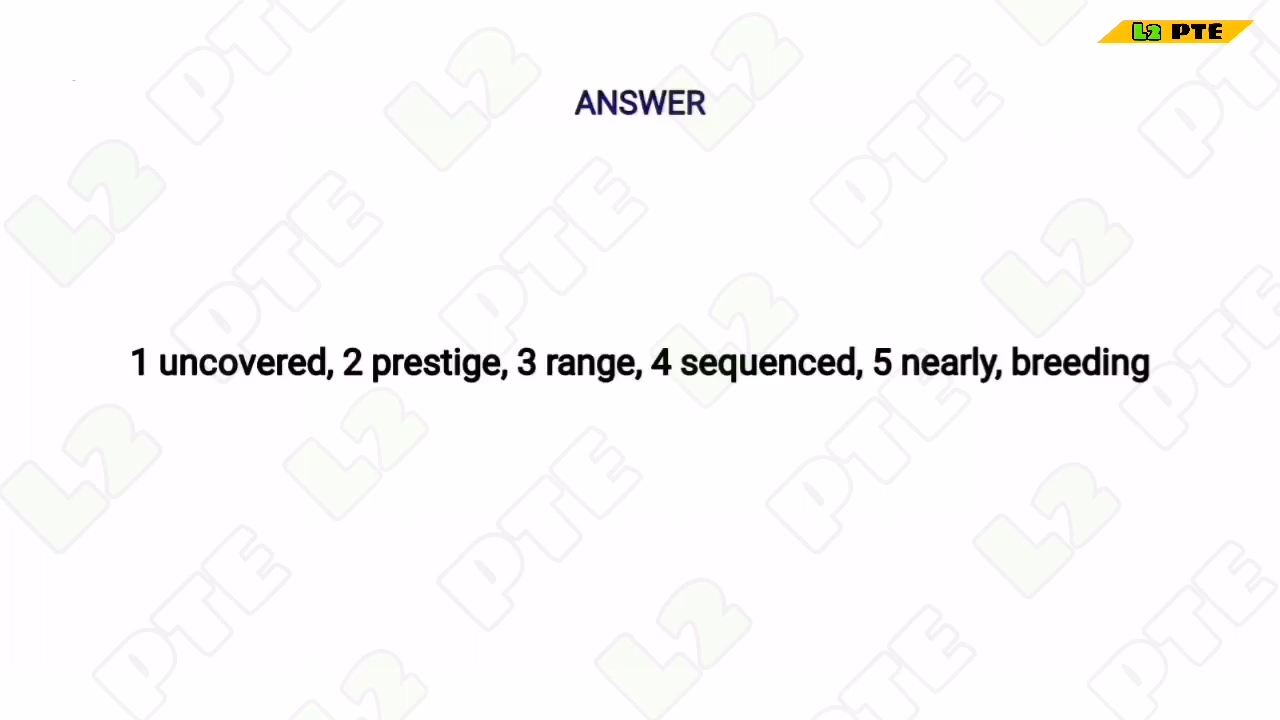 L2 PTE
ANSWER
1 uncovered, 2 prestige, 3 range, 4 sequenced, 5 nearly, breeding